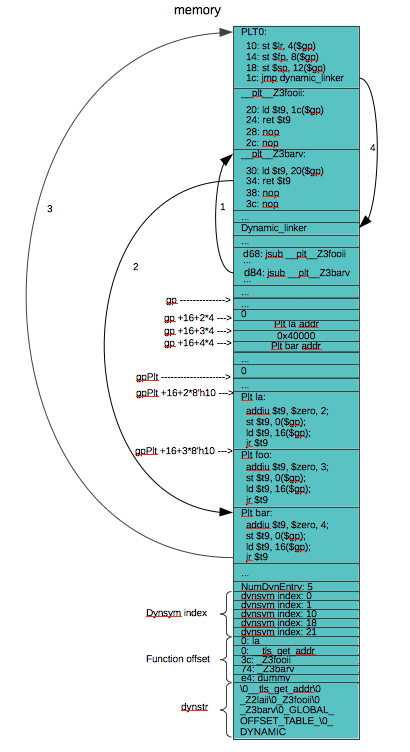 memory
PLT0:
10: st $lr, 4($gp)
14: st $fp, 8($gp)
18: st $sp, 12($gp)
1c: jmp dynamic_linker
__plt__Z3fooii:
20: ld $t9, 1c($gp)
24: ret $t9
28: nop
2c: nop
__plt__Z3barv:
30: ld $t9, 20($gp)
34: ret $t9
38: nop
3c: nop
...
Dynamic_linker
...
d68: jsub __plt__Z3fooii
...
d84: jsub __plt__Z3barv
...
...
gp -------------->
...
0
gp +16+2*4 --->
Plt la addr
gp +16+3*4 --->
0x40000
gp +16+4*4 --->
Plt bar addr
...
gpPlt ------------------->
0
...
gpPlt +16+2*8'h10 --->
Plt la:
addiu $t9, $zero, 2;
st $t9, 0($gp);
ld $t9, 16($gp);
jr $t9
gpPlt +16+3*8'h10 --->
Plt foo:
addiu $t9, $zero, 3;
st $t9, 0($gp);
ld $t9, 16($gp);
jr $t9
Plt bar:
addiu $t9, $zero, 4;
st $t9, 0($gp);
ld $t9, 16($gp);
jr $t9
...
NumDynEntry: 5
Dynsym index
dynsym index: 0
dynsym index: 1
dynsym index: 10
dynsym index: 18
dynsym index: 21
Function offset
0: la
0: __tls_get_addr
3c: _Z3fooii
74: _Z3barv
e4: dummy
dynstr
\0__tls_get_addr\0
_Z2laii\0_Z3fooii\0
_Z3barv\0_GLOBAL_
OFFSET_TABLE_\0_
DYNAMIC
1
2
3
4